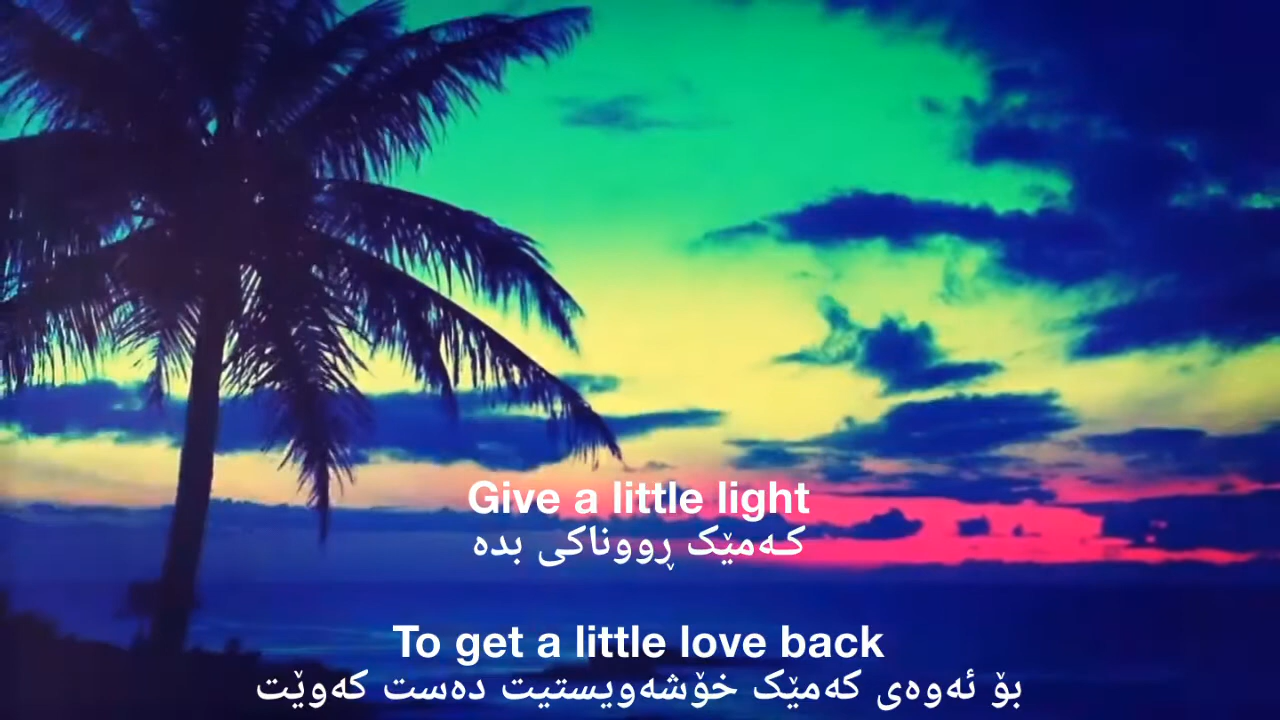 Give a little light
کەمێک ڕووناکی بدە
To get a little love back
بۆ ئەوەی کەمێک خۆشەویستیت دەست کەوێت